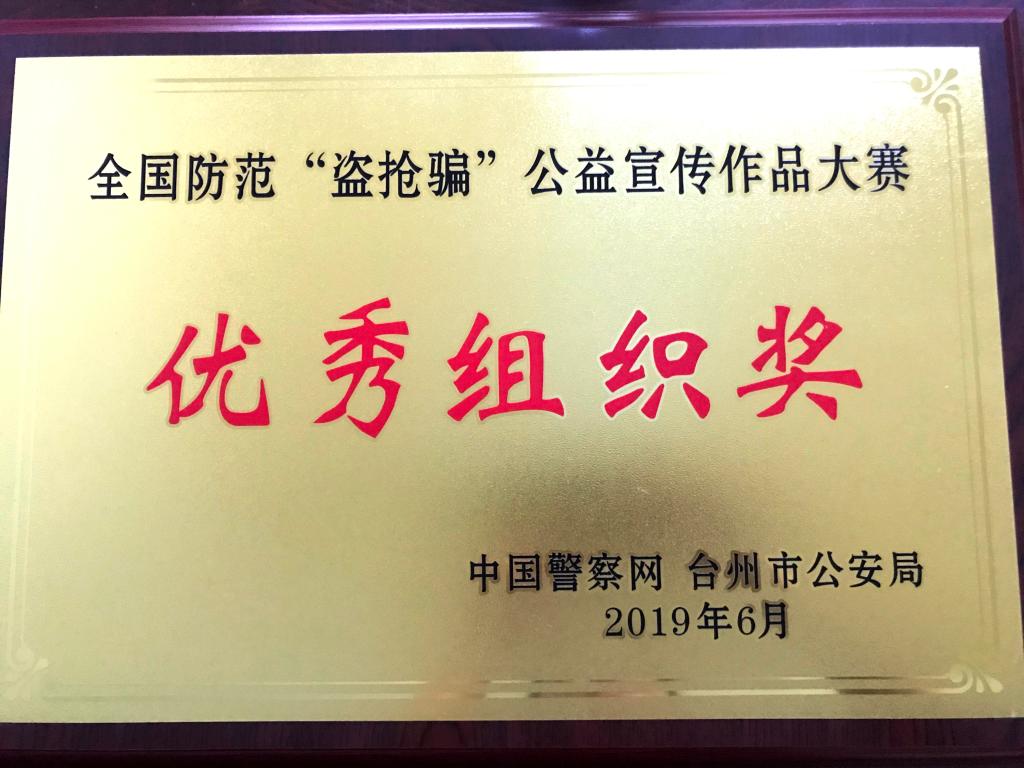 全国防范“盗抢骗”公益宣传作品大赛
优秀组织奖
中国警察网 台州市公安局
2019年6月